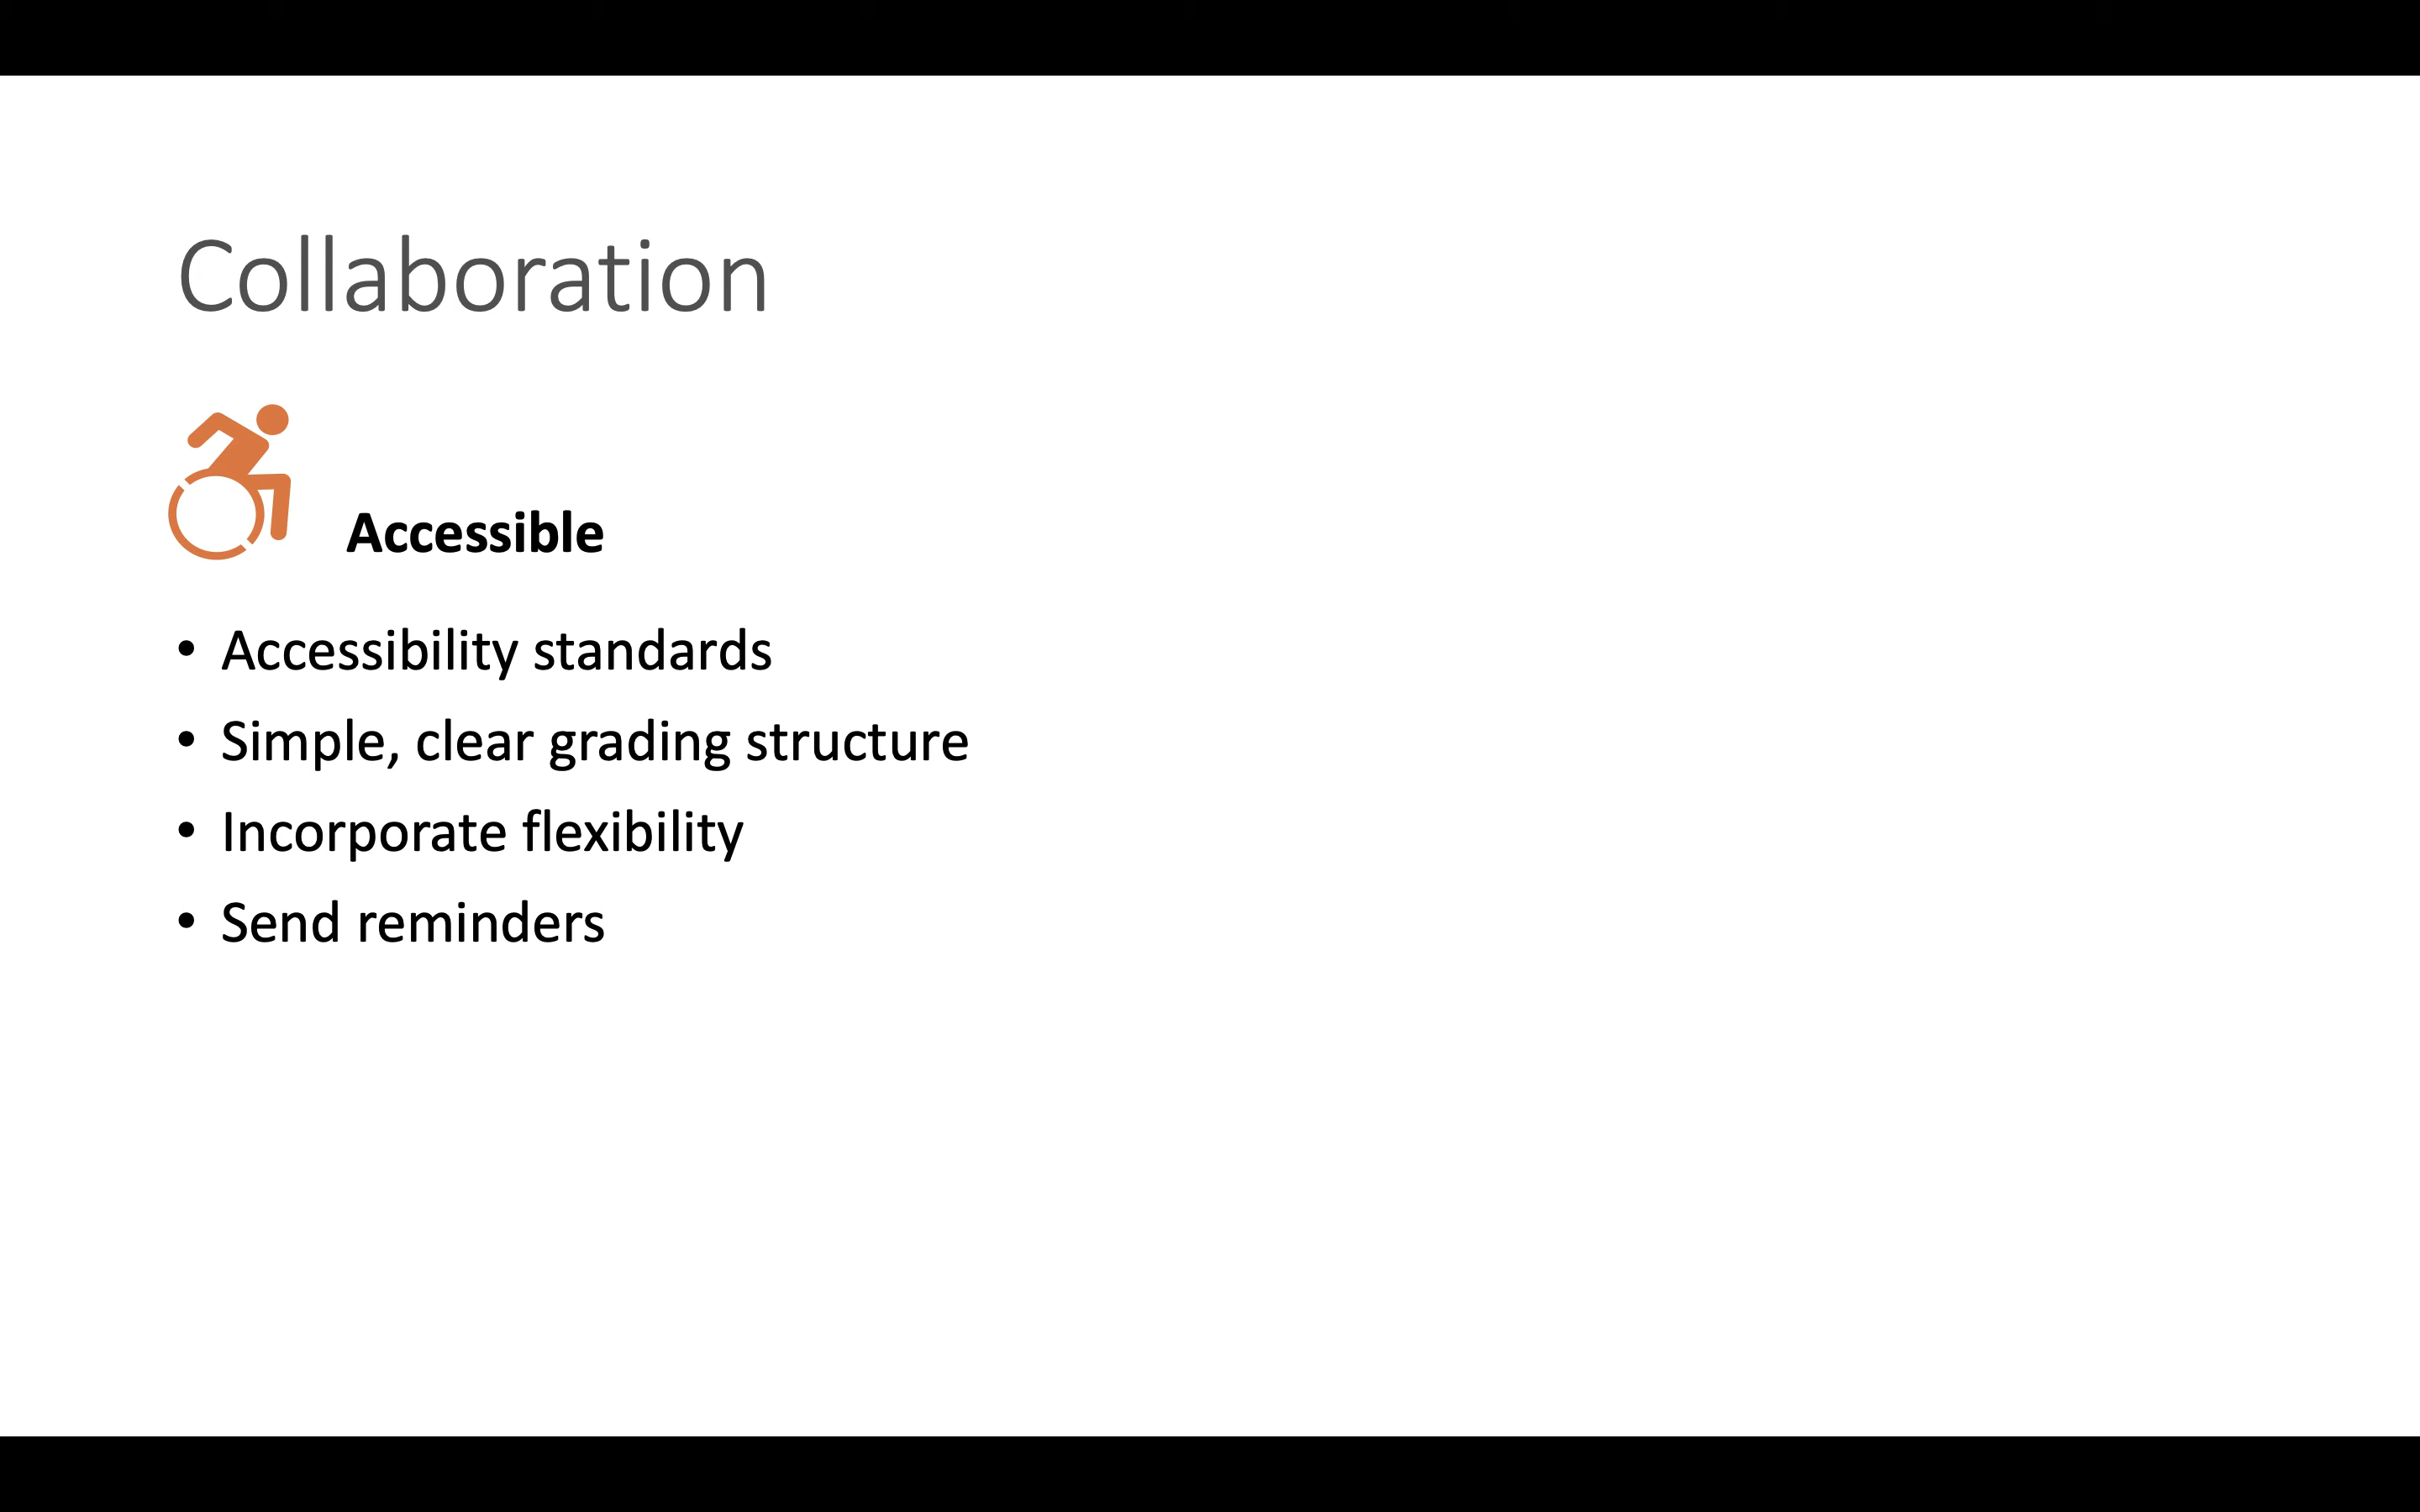 Collaboration
Accessible
• Accessibility standards
• Simple, clear grading structure
• Incorporate flexibility
• Send reminders